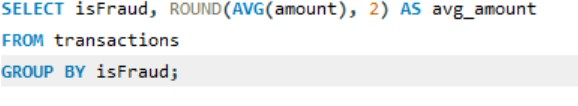 SELECT isFraud, ROUND(AVG(amount), 2) AS avg_amount
FROM transactions
GROUP BY isFraud;